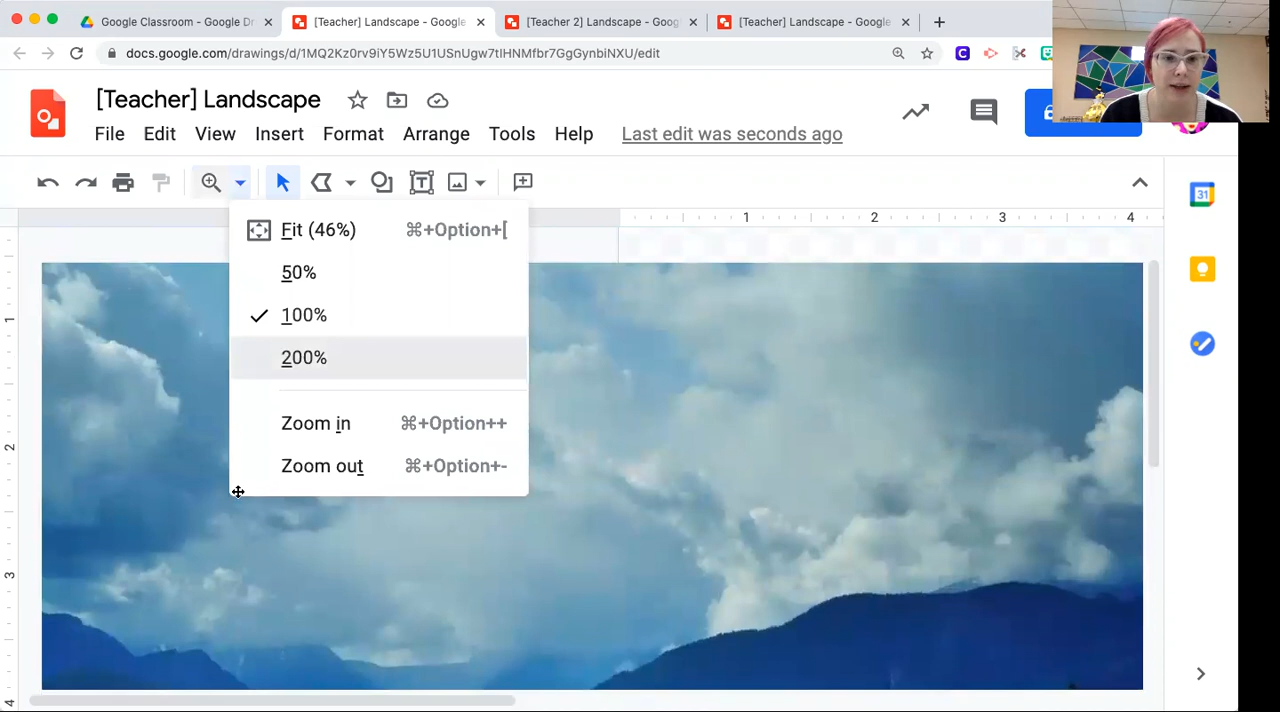 Google Classroom - Google Dr
[Teacher] Landscape - Google
[Teacher 2] Landscape - Goog
[Teacher] Landscape - Google
docs.google.com/drawings/d/1MQ2Kz0rv9iY5Wz5U1USnUgw7tIHNMfbr7GgGynbiNXU/edit
[Teacher] Landscape
File Edit View Insert Format Arrange Tools Help Last edit was seconds ago
1 2 3 4
Fit (46%) ⌘+Option+[
50%
100%
200%
Zoom in ⌘+Option++
Zoom out ⌘+Option+-
1
2
3
4
31